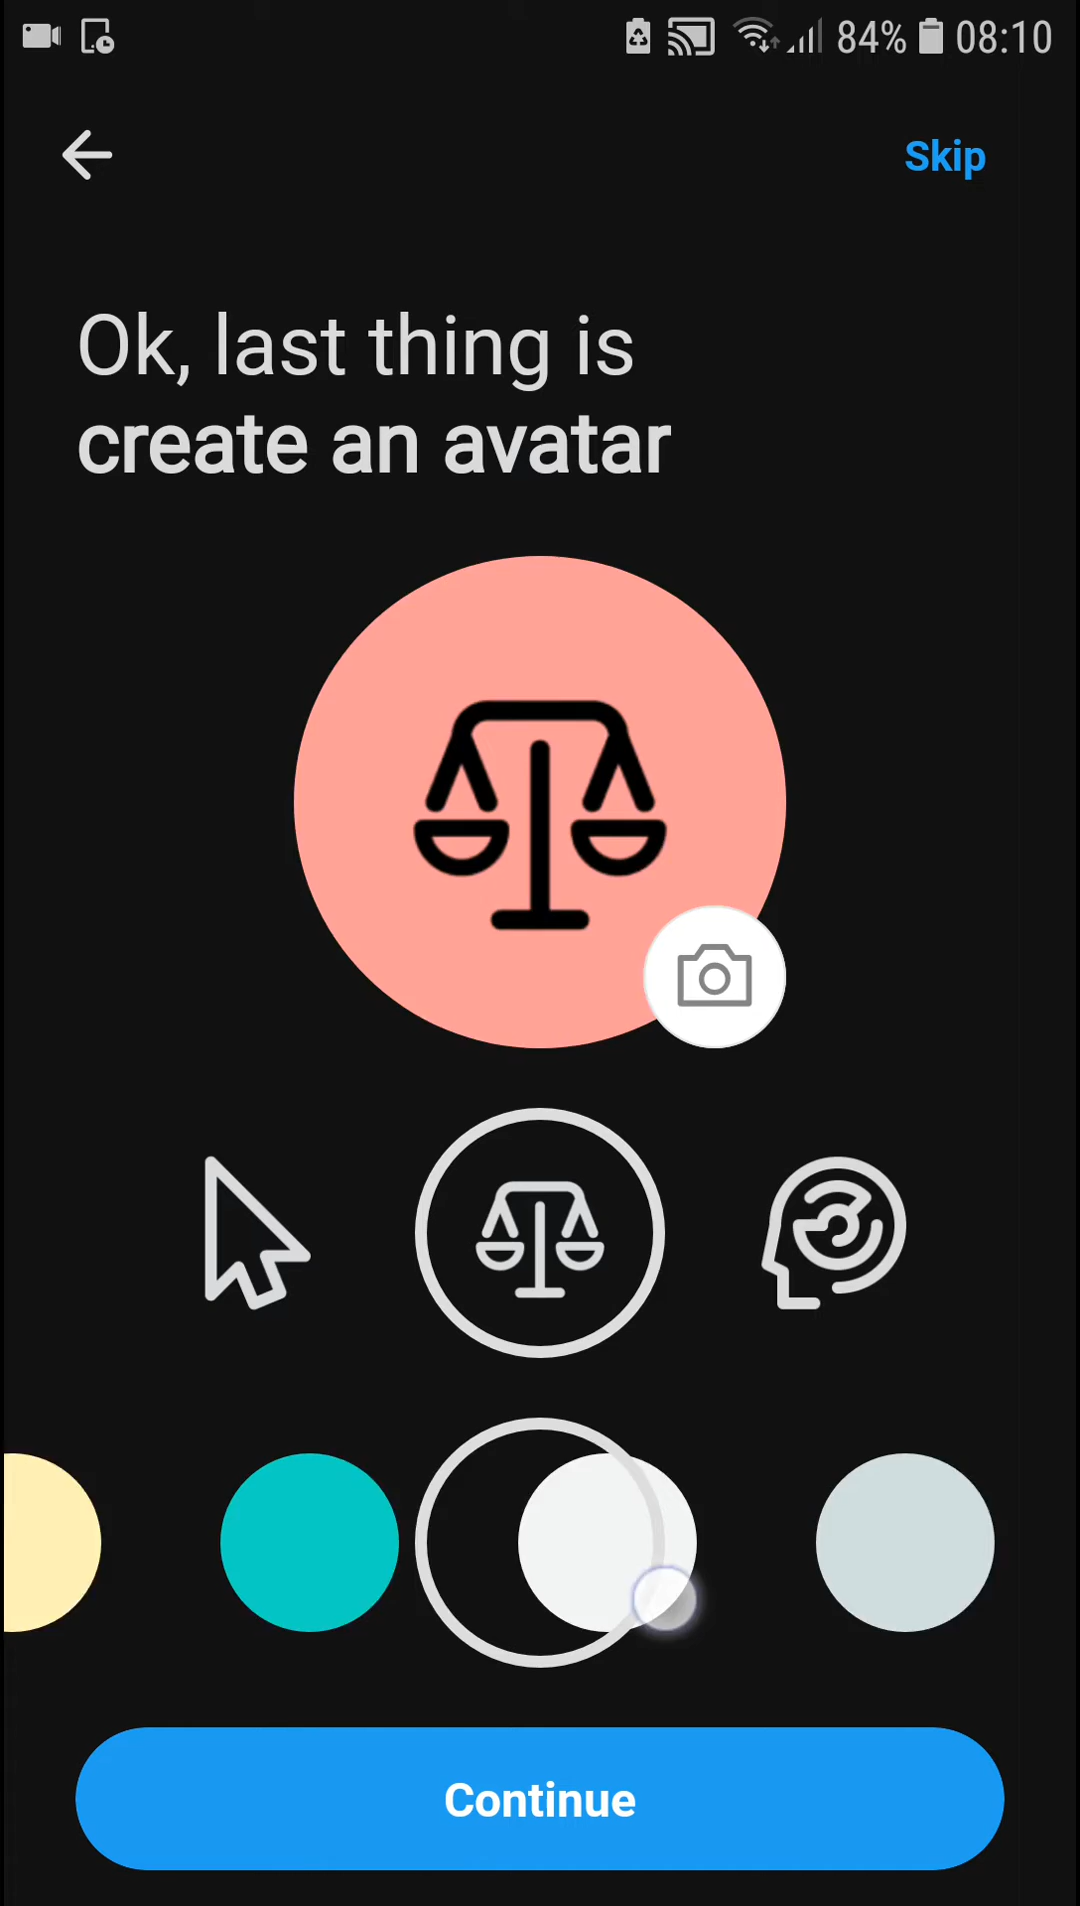 84% 08:10
Skip
Ok, last thing is
create an avatar
Continue